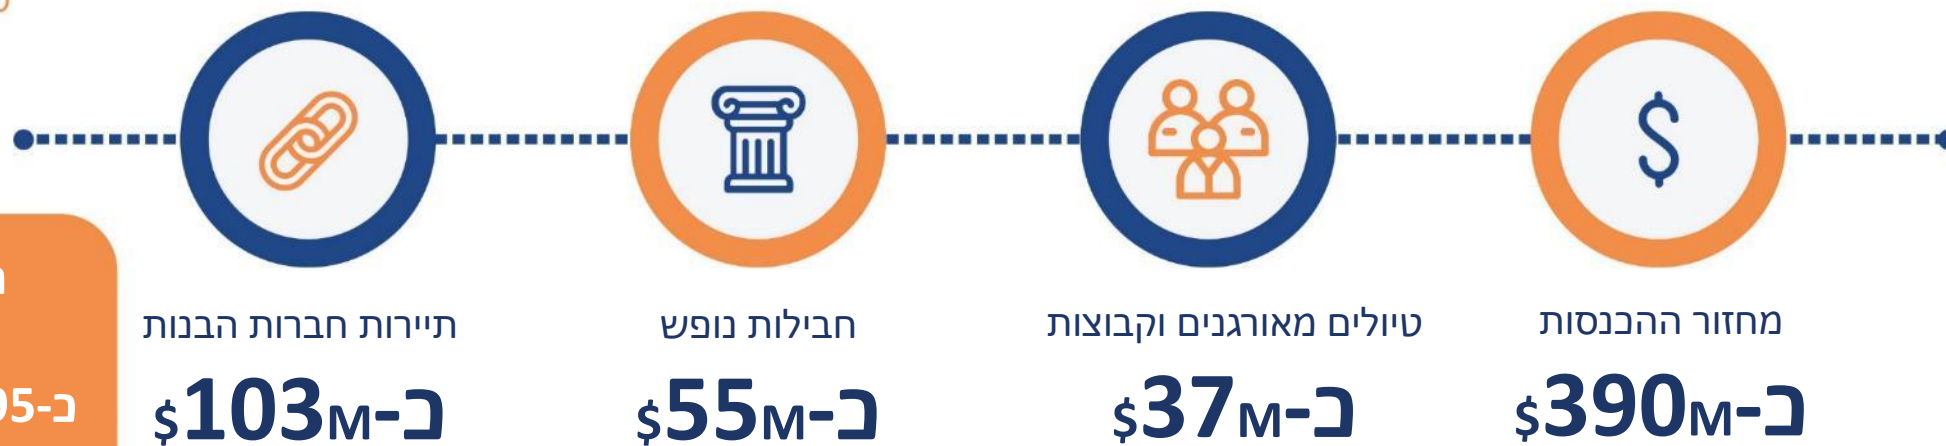 מחזור ההכנסות
כ-390M$
טיולים מאורגנים וקבוצות
כ-37M$
חבילות נופש
כ-55M$
תיירות חברות הבנות
כ-103M$